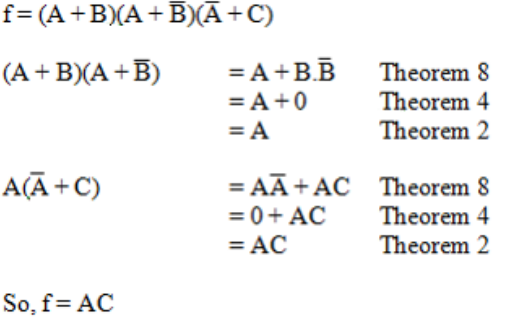 f = (A + B)(A + B̅)(A̅ + C)
(A + B)(A + B̅) = A + B.B̅ Theorem 8
= A + 0 Theorem 4
= A Theorem 2
A(A̅ + C) = AA̅ + AC Theorem 8
= 0 + AC Theorem 4
= AC Theorem 2
So, f = AC